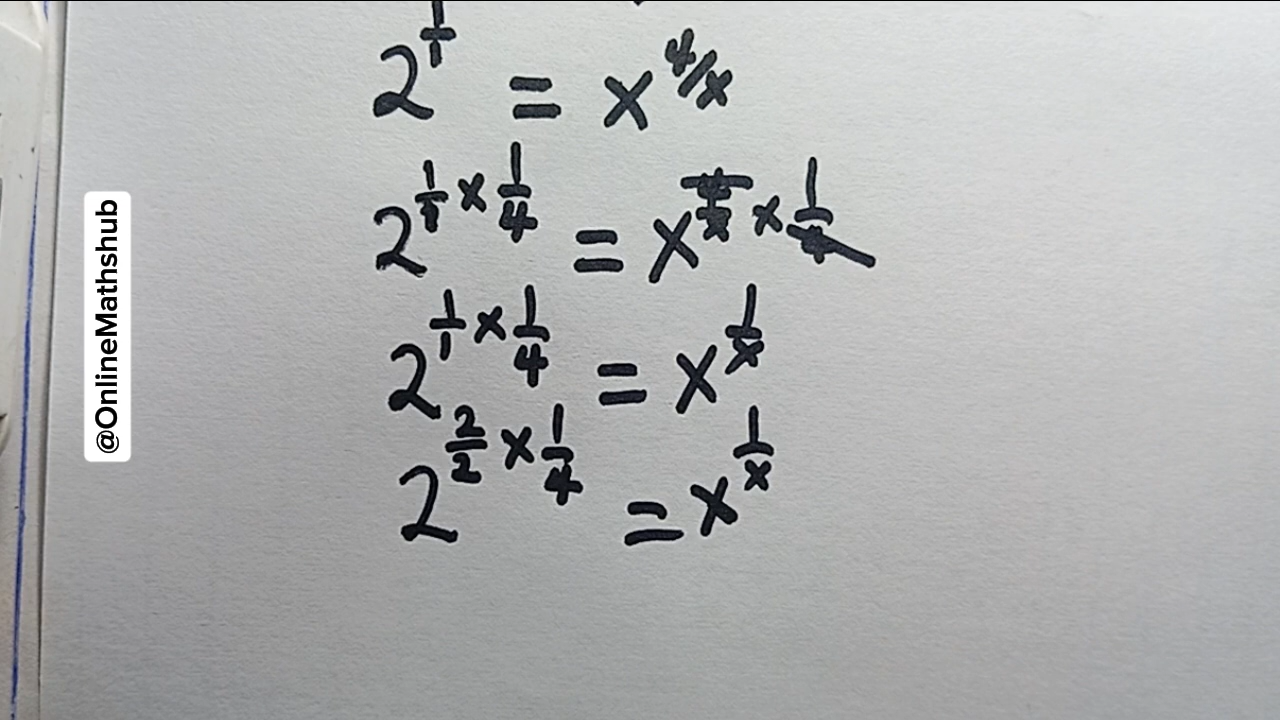 2^{1/1} = x^{4/x}
2^{1/1 × 1/4} = x^{4/x × 1/4}
2^{1/1 × 1/4} = x^{1/x}
2^{2/2 × 1/4} = x^{1/x}
@OnlineMathshub